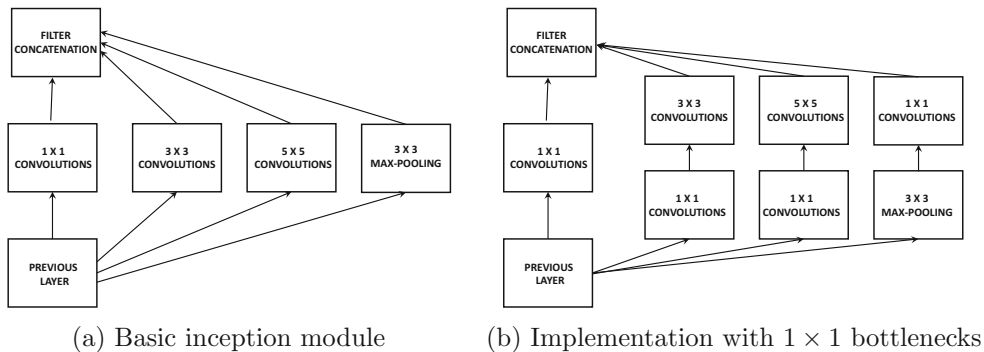 FILTER
CONCATENATION
1 X 1
CONVOLUTIONS
3 X 3
CONVOLUTIONS
5 X 5
CONVOLUTIONS
3 X 3
MAX-POOLING
PREVIOUS
LAYER
(a) Basic inception module
FILTER
CONCATENATION
3 X 3
CONVOLUTIONS
5 X 5
CONVOLUTIONS
1 X 1
CONVOLUTIONS
1 X 1
CONVOLUTIONS
1 X 1
CONVOLUTIONS
1 X 1
CONVOLUTIONS
3 X 3
MAX-POOLING
PREVIOUS
LAYER
(b) Implementation with 1 × 1 bottlenecks